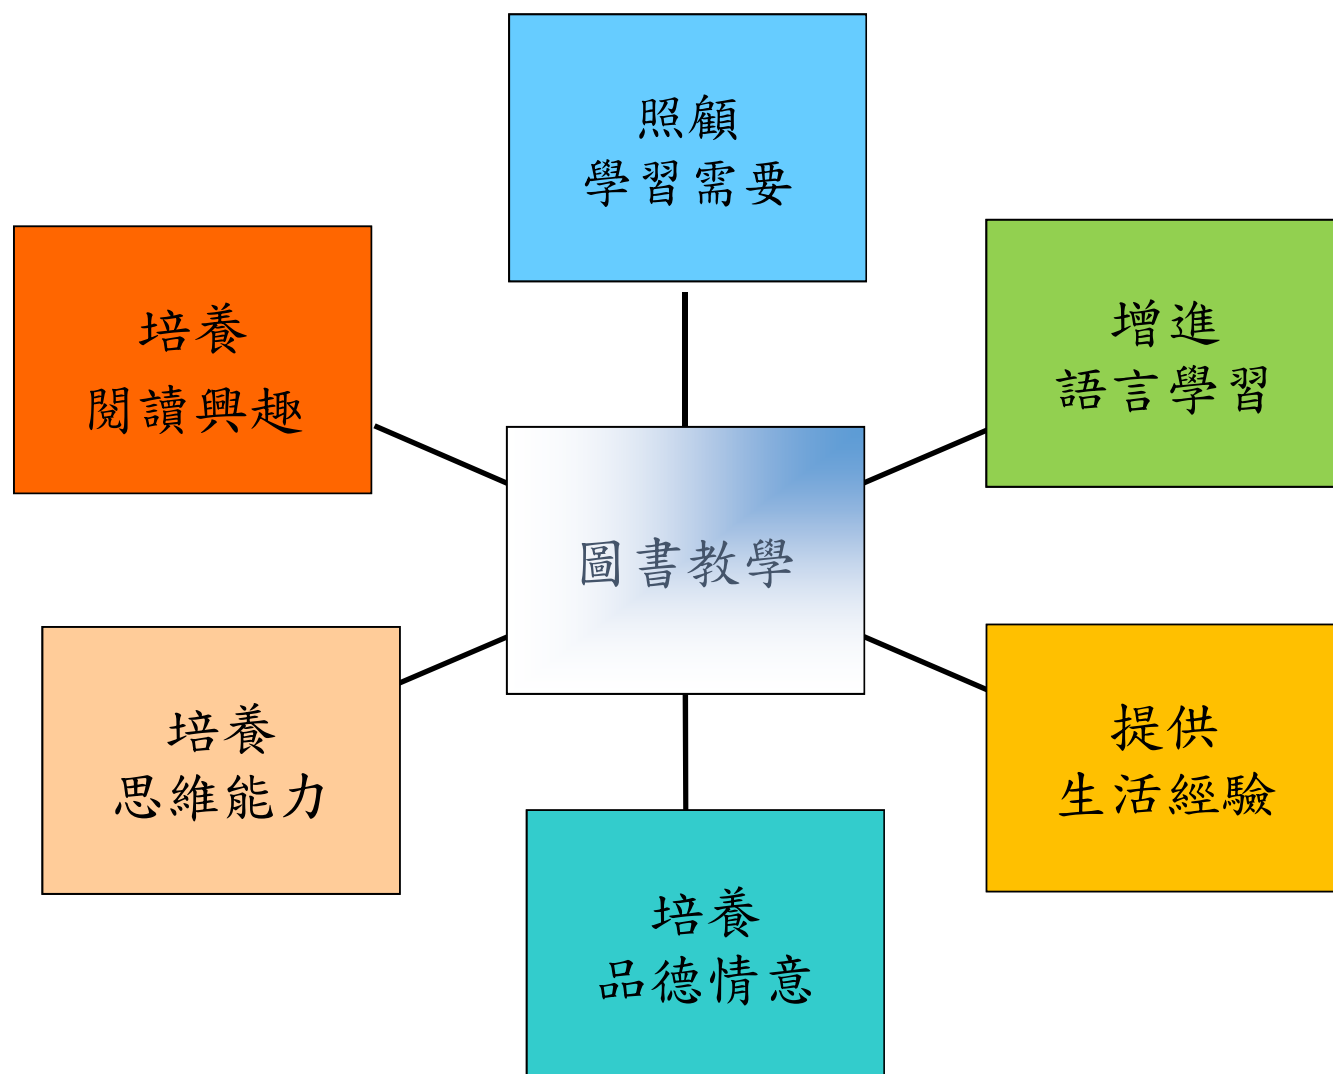 照顧
學習需要
培養
閱讀興趣
增進
語言學習
圖書教學
培養
思維能力
提供
生活經驗
培養
品德情意